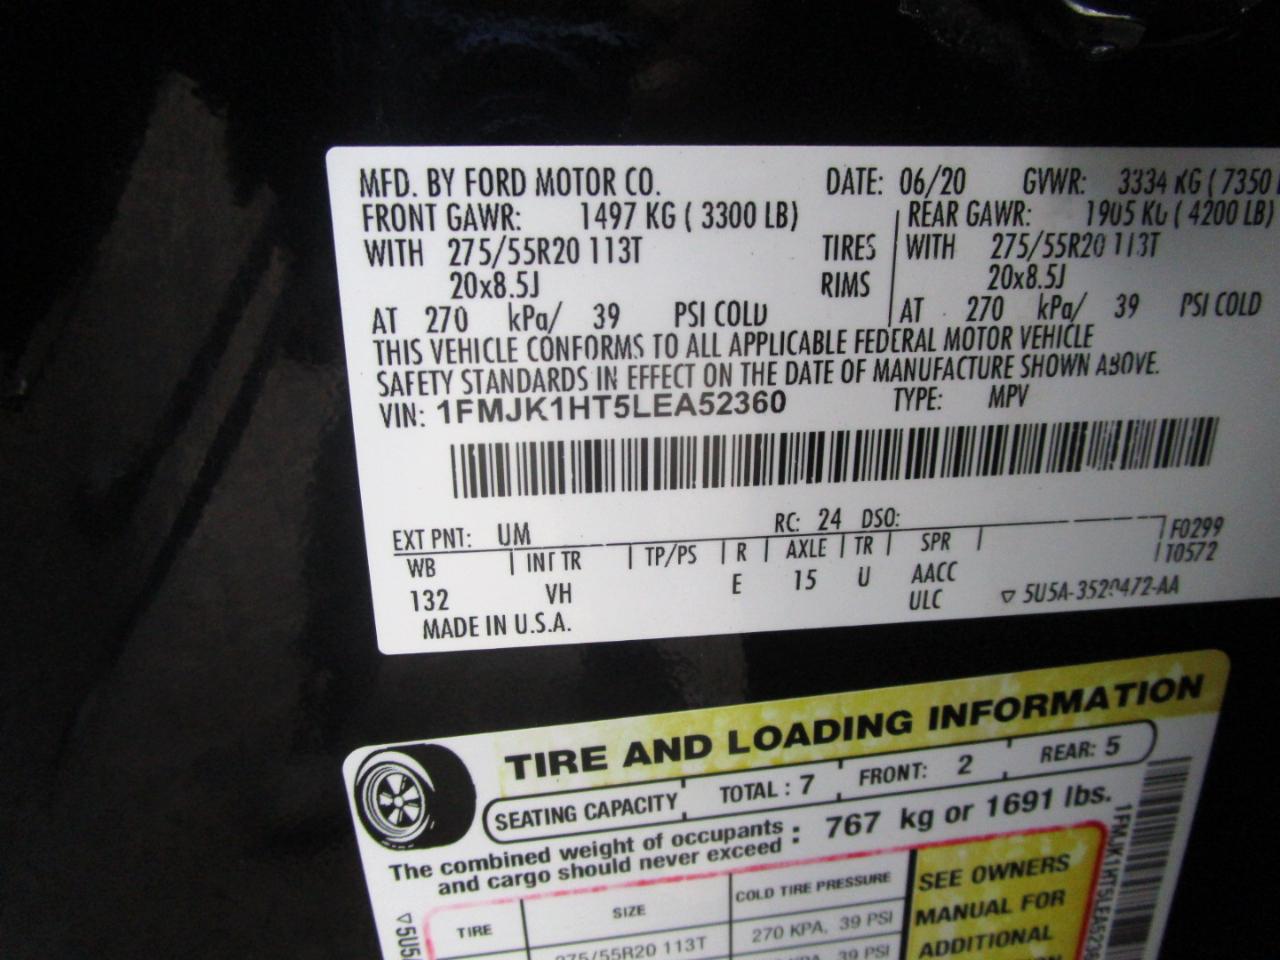 MFD. BY FORD MOTOR CO. DATE: 06/20 GVWR: 3334 KG ( 7350
FRONT GAWR: 1497 KG ( 3300 LB) REAR GAWR: 1905 KG ( 4200 LB)
WITH 275/55R20 113T TIRES WITH 275/55R20 113T
20x8.5J RIMS 20x8.5J
AT 270 kPa/ 39 PSI COLD AT 270 kPa/ 39 PSI COLD
THIS VEHICLE CONFORMS TO ALL APPLICABLE FEDERAL MOTOR VEHICLE
SAFETY STANDARDS IN EFFECT ON THE DATE OF MANUFACTURE SHOWN ABOVE.
VIN: 1FMJK1HT5LEA52360 TYPE: MPV
EXT PNT: UM RC: 24 DSO: F0299
WB INT TR TP/PS R AXLE TR SPR T0572
132 VH E 15 U AACC
ULC ▽ 5U5A-3520472-AA
MADE IN U.S.A.
TIRE AND LOADING INFORMATION
SEATING CAPACITY TOTAL : 7 FRONT: 2 REAR: 5
The combined weight of occupants
and cargo should never exceed : 767 kg or 1691 lbs.
TIRE SIZE COLD TIRE PRESSURE
275/55R20 113T 270 KPA, 39 PSI
39 PSI
SEE OWNERS
MANUAL FOR
ADDITIONAL
▽5U5
1FMJK1HT5LEA5236